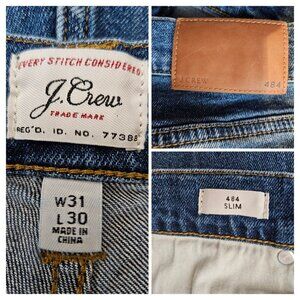 EVERY STITCH CONSIDERED
J.Crew
TRADE MARK
REG'D. ID. NO. 77388
W31
L30
MADE IN
CHINA
J.CREW
484
484
SLIM